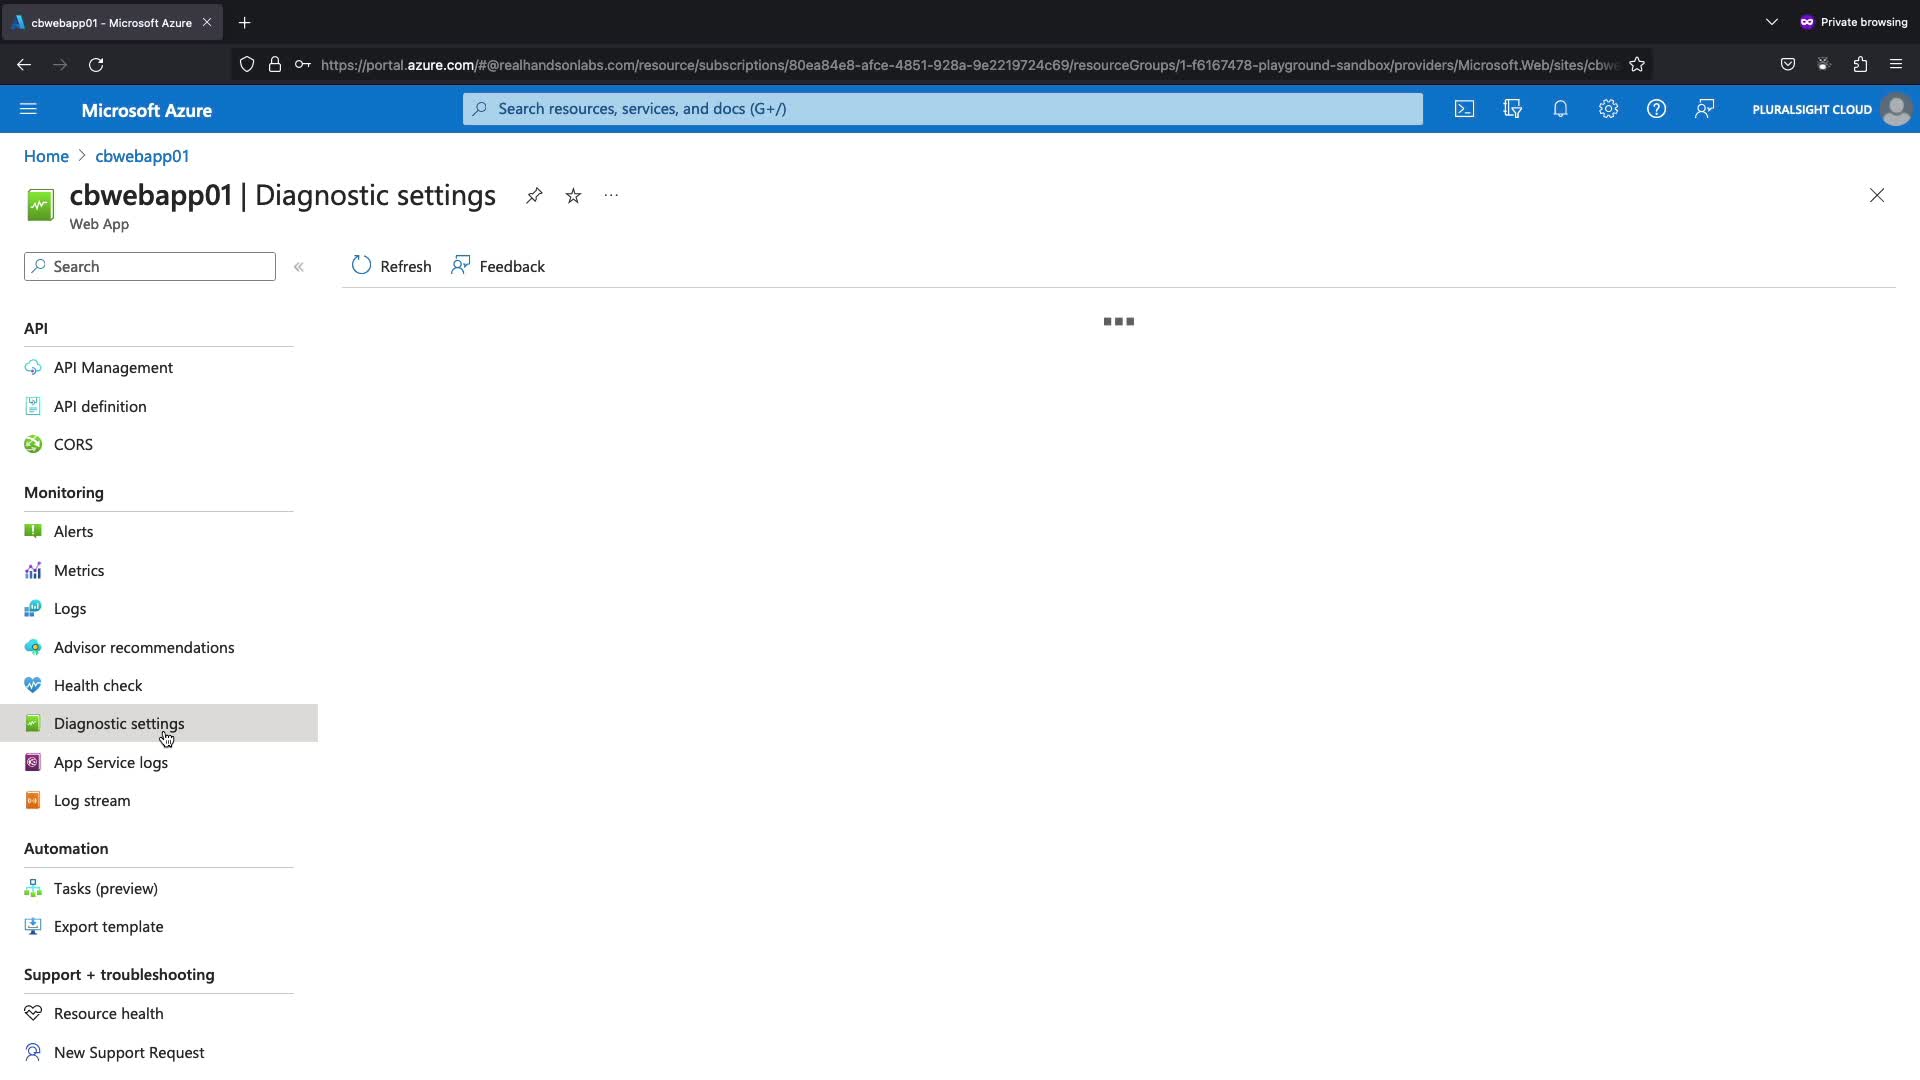 cbwebapp01 - Microsoft Azure
Private browsing
https://portal.azure.com/#@realhandsonlabs.com/resource/subscriptions/80ea84e8-afce-4851-928a-9e2219724c69/resourceGroups/1-f6167478-playground-sandbox/providers/Microsoft.Web/sites/cbwe
Microsoft Azure
Search resources, services, and docs (G+/)
PLURALSIGHT CLOUD
Home > cbwebapp01
cbwebapp01 | Diagnostic settings
Web App
Search
Refresh
Feedback
API
API Management
API definition
CORS
Monitoring
Alerts
Metrics
Logs
Advisor recommendations
Health check
Diagnostic settings
App Service logs
Log stream
Automation
Tasks (preview)
Export template
Support + troubleshooting
Resource health
New Support Request